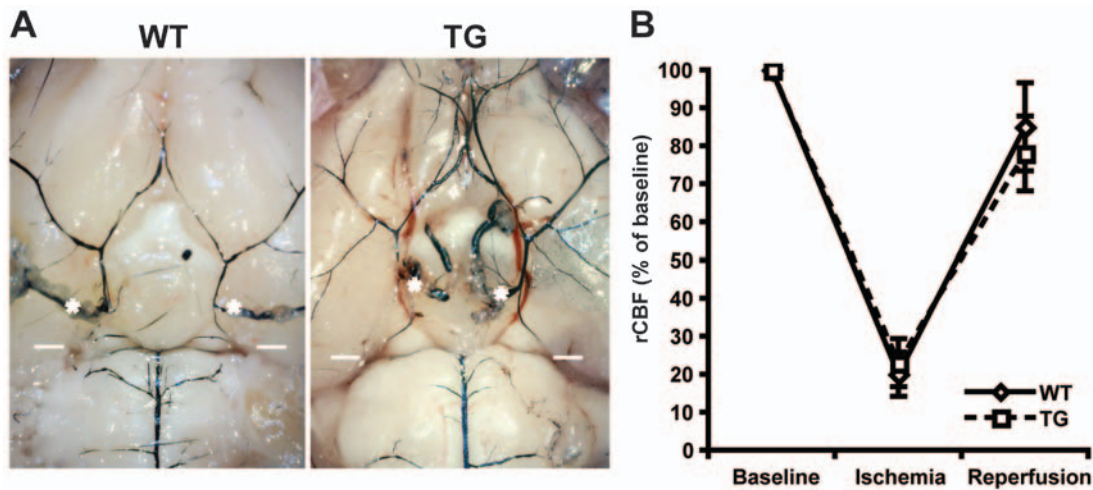 A
WT
TG
B
rCBF (% of baseline)
100
90
80
70
60
50
40
30
20
10
0
WT
TG
Baseline
Ischemia
Reperfusion